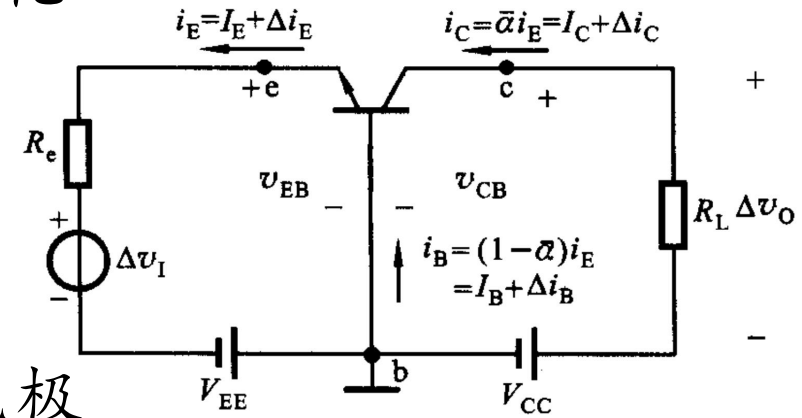 i_E=I_E+Δi_E
i_C=ᾱi_E=I_C+Δi_C
+e
c
+
+
R_e
v_EB
v_CB
−
−
R_L Δv_O
+
Δv_I
−
i_B=(1−ᾱ)i_E
=I_B+Δi_B
−
b
V_EE
V_CC
极